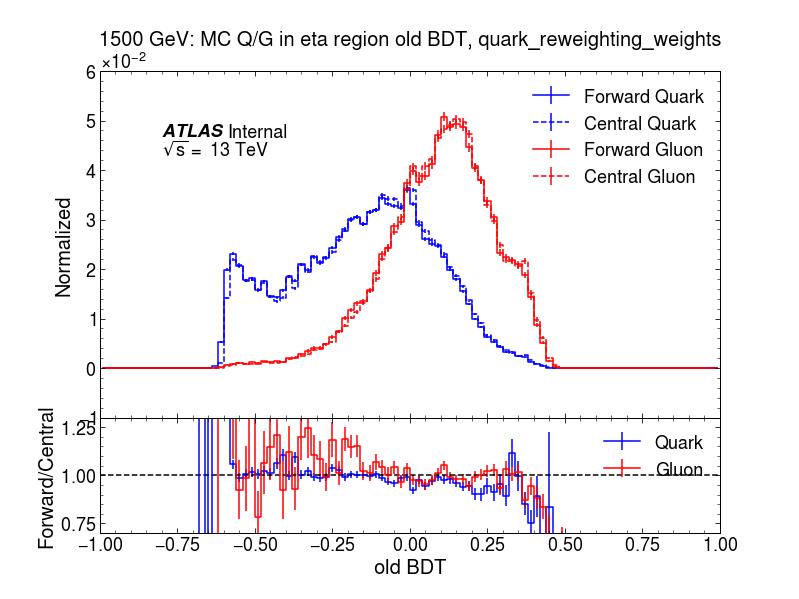 1500 GeV: MC Q/G in eta region old BDT, quark_reweighting_weights
×10⁻²
6
5
4
3
2
1
0
−1
Normalized
ATLAS Internal
√s = 13 TeV
Forward Quark
Central Quark
Forward Gluon
Central Gluon
1.25
1.00
0.75
Forward/Central
Quark
Gluon
−1.00 −0.75 −0.50 −0.25 0.00 0.25 0.50 0.75 1.00
old BDT